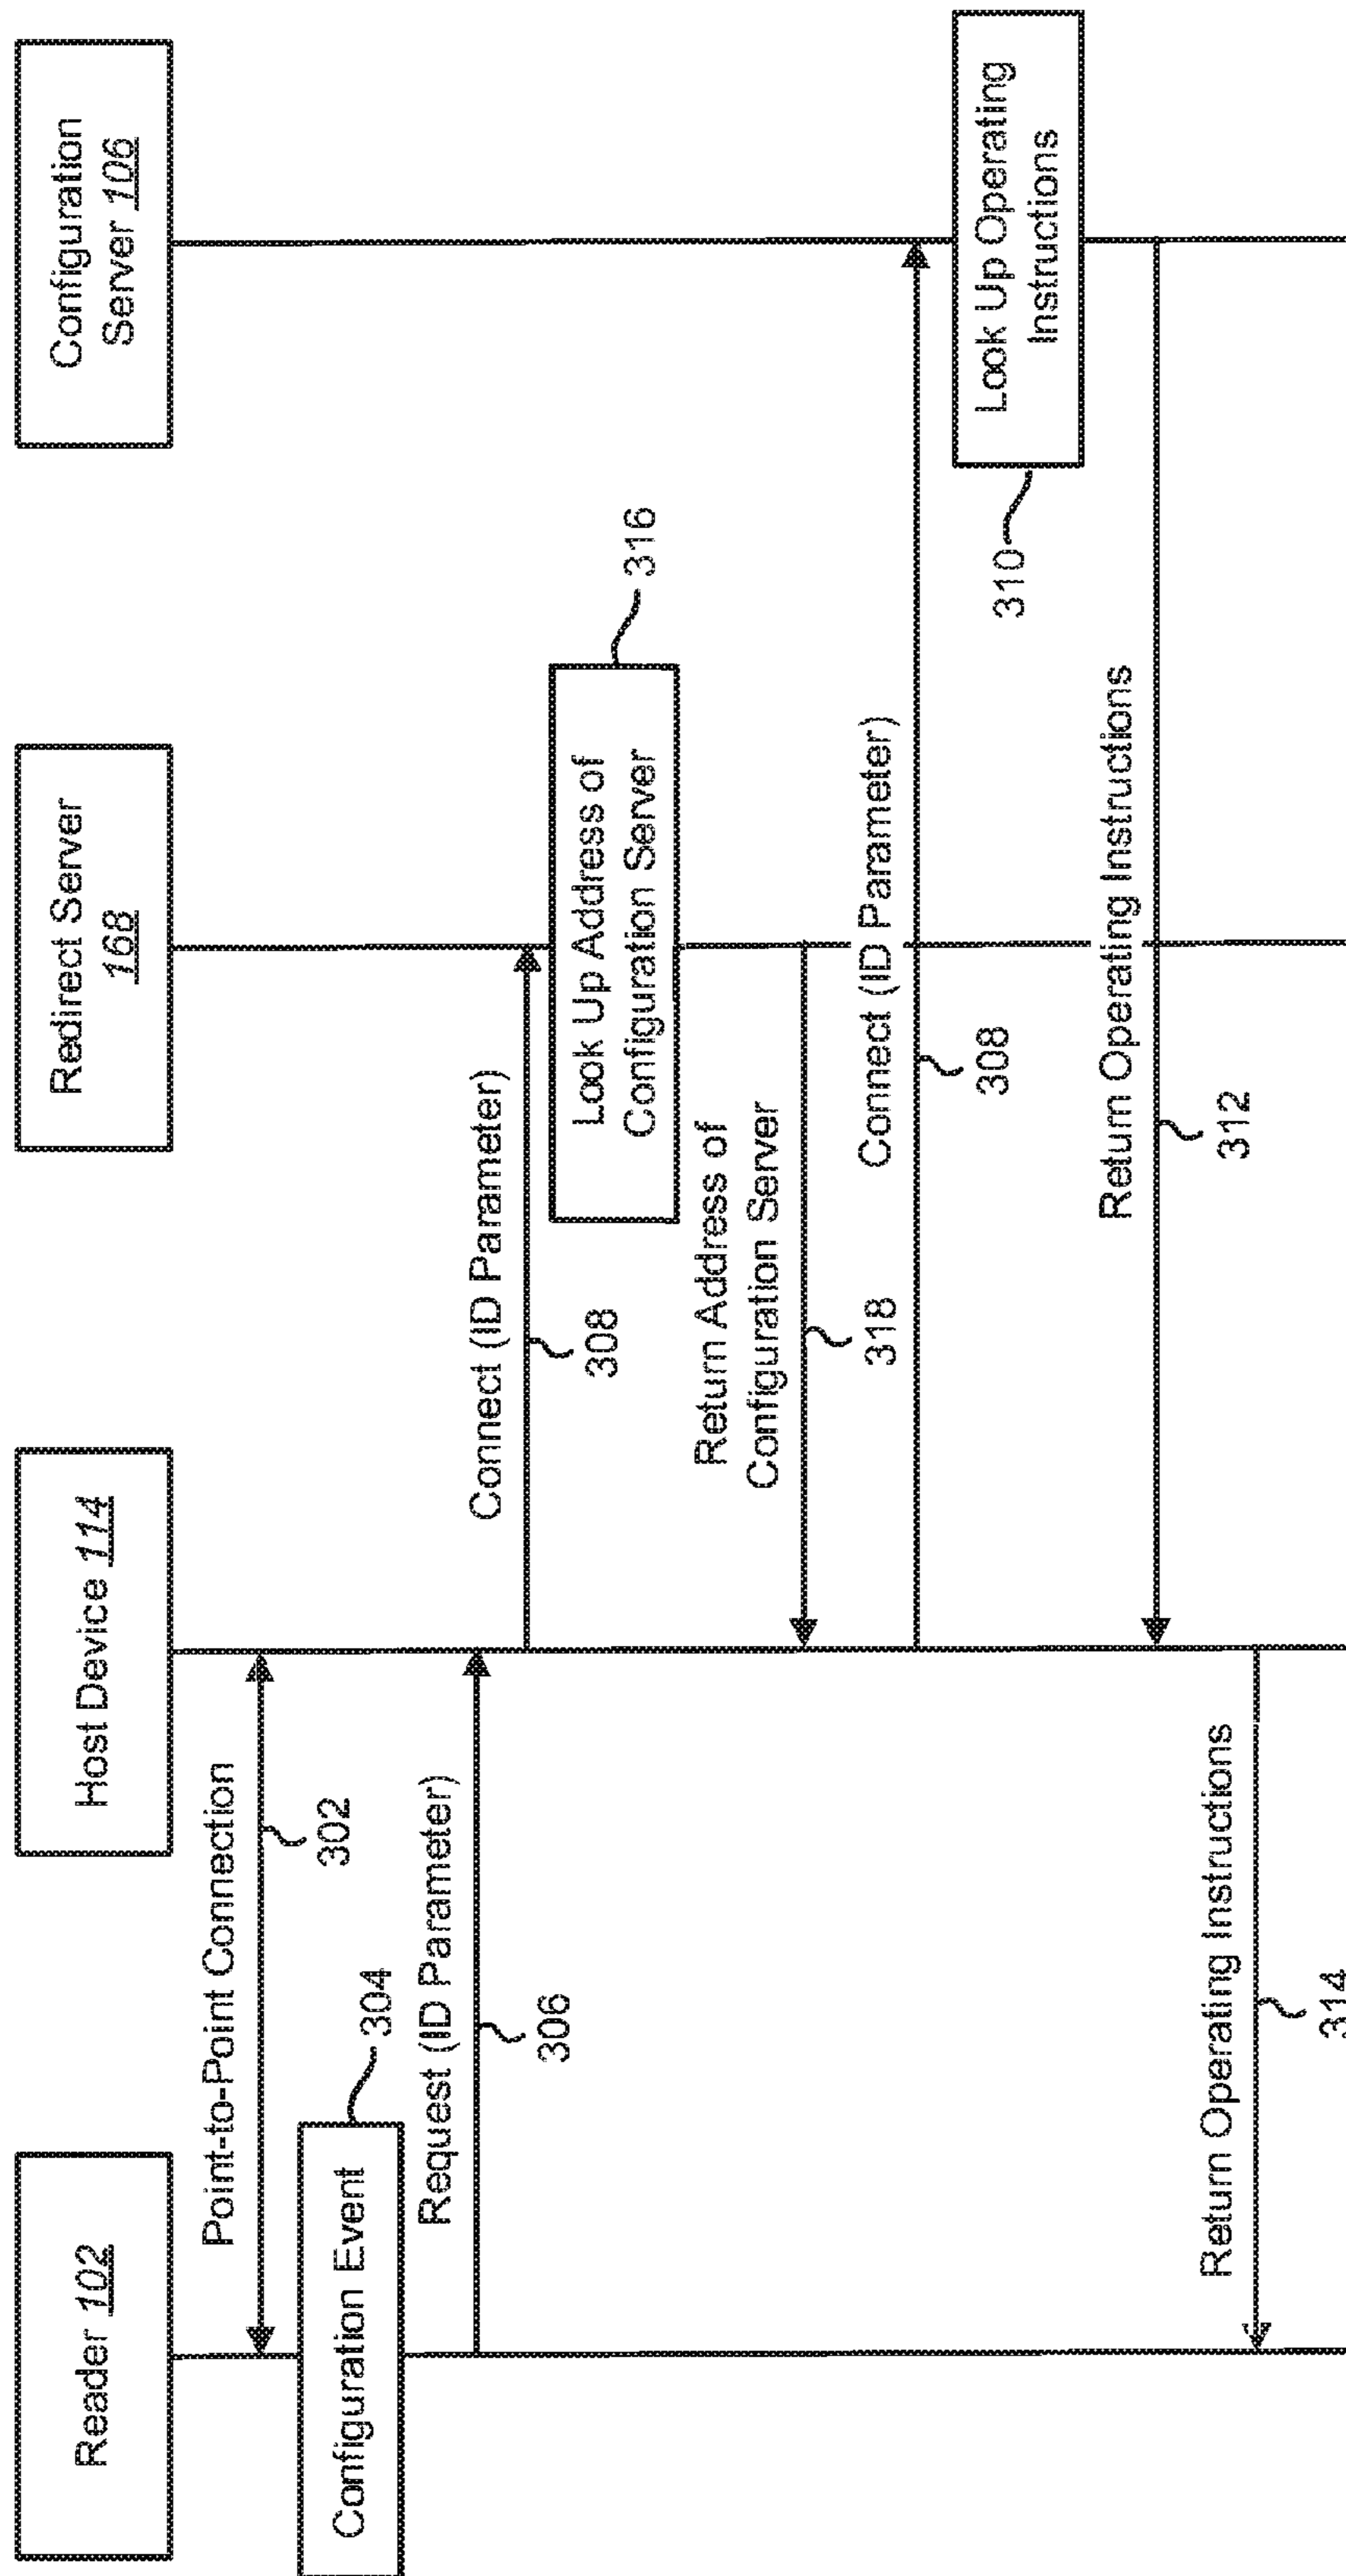 Reader 102
Host Device 114
Redirect Server
168
Configuration
Server 106
Point-to-Point Connection
302
Configuration Event
304
Request (ID Parameter)
306
Connect (ID Parameter)
308
Look Up Address of
Configuration Server
316
Return Address of
Configuration Server
318
Connect (ID Parameter)
308
Look Up Operating
Instructions
310
Return Operating Instructions
312
Return Operating Instructions
314